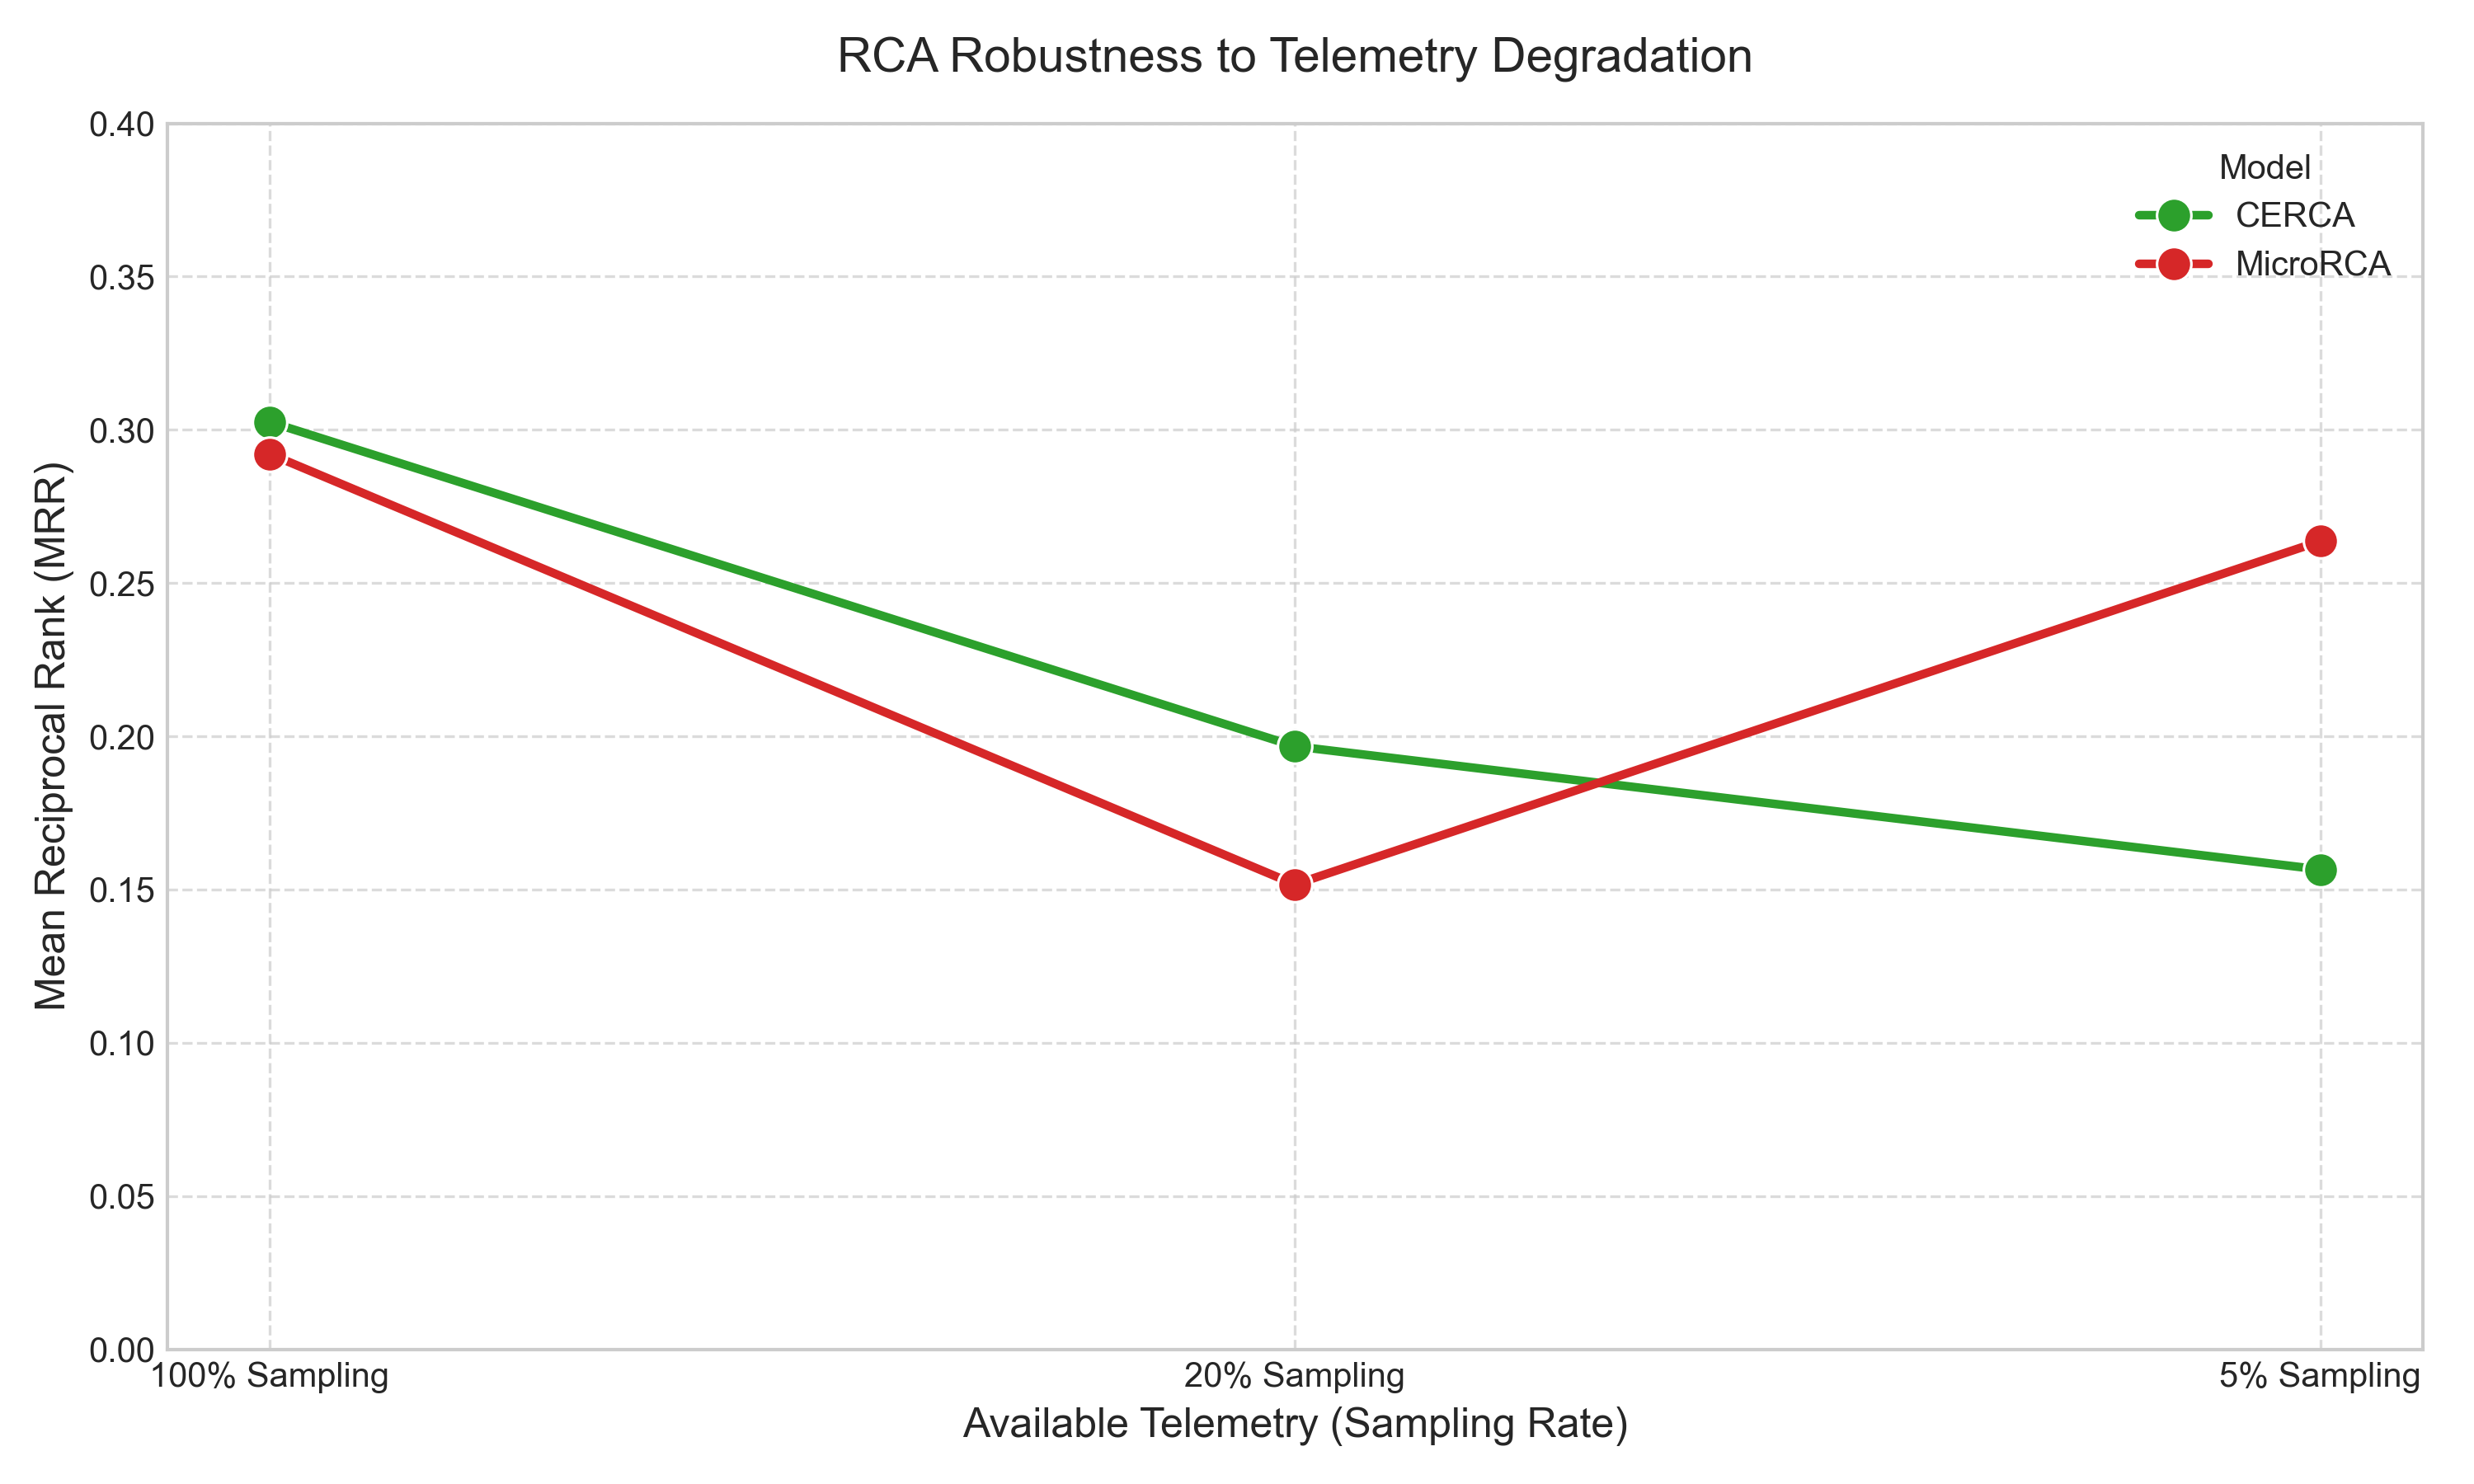 RCA Robustness to Telemetry Degradation
Model
CERCA
MicroRCA
Mean Reciprocal Rank (MRR)
0.40
0.35
0.30
0.25
0.20
0.15
0.10
0.05
0.00
100% Sampling
20% Sampling
5% Sampling
Available Telemetry (Sampling Rate)